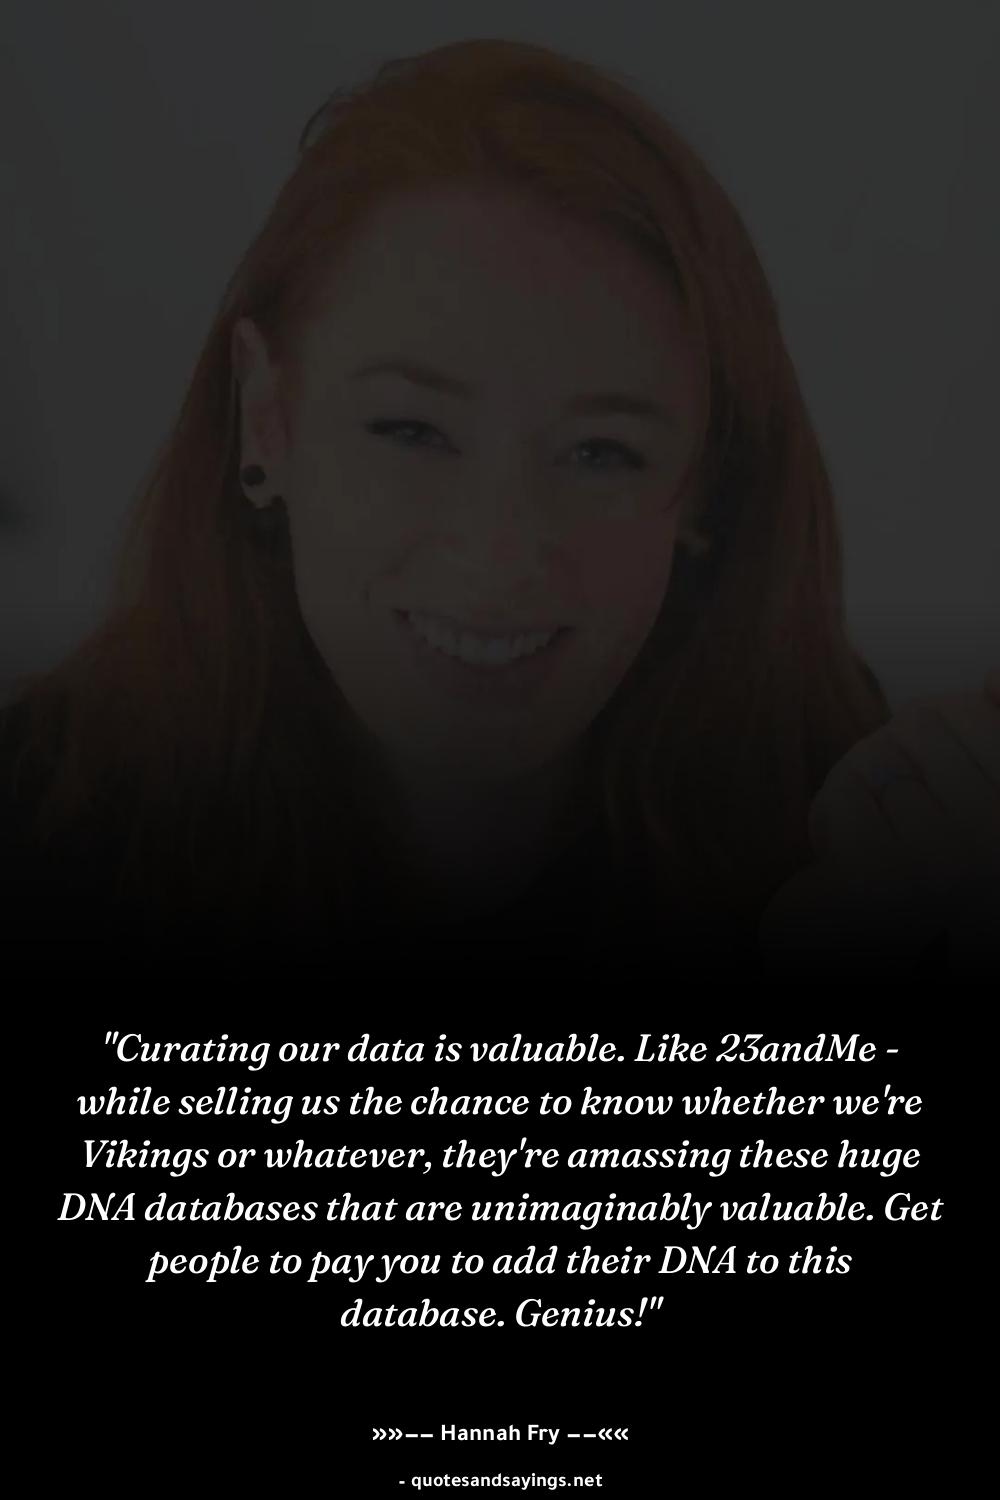 "Curating our data is valuable. Like 23andMe -
while selling us the chance to know whether we're
Vikings or whatever, they're amassing these huge
DNA databases that are unimaginably valuable. Get
people to pay you to add their DNA to this
database. Genius!"
»»–– Hannah Fry ––««
- quotesandsayings.net